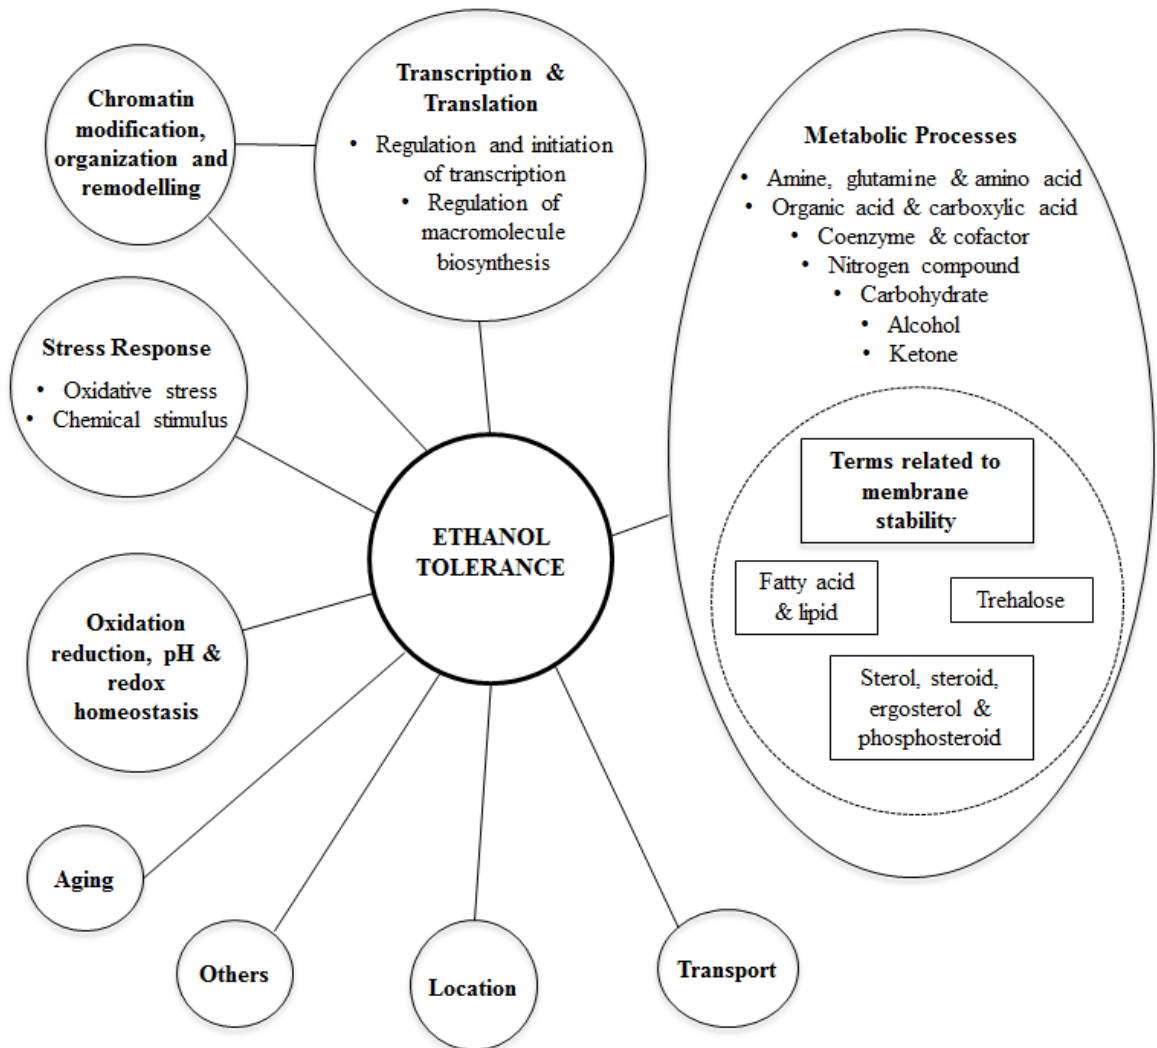 Chromatin
modification,
organization and
remodelling
Transcription &
Translation
• Regulation and initiation
of transcription
• Regulation of
macromolecule
biosynthesis
Metabolic Processes
• Amine, glutamine & amino acid
• Organic acid & carboxylic acid
• Coenzyme & cofactor
• Nitrogen compound
• Carbohydrate
• Alcohol
• Ketone
Terms related to
membrane
stability
Fatty acid
& lipid
Trehalose
Sterol, steroid,
ergosterol &
phosphosteroid
Stress Response
• Oxidative stress
• Chemical stimulus
ETHANOL
TOLERANCE
Oxidation
reduction, pH &
redox
homeostasis
Aging
Others
Location
Transport